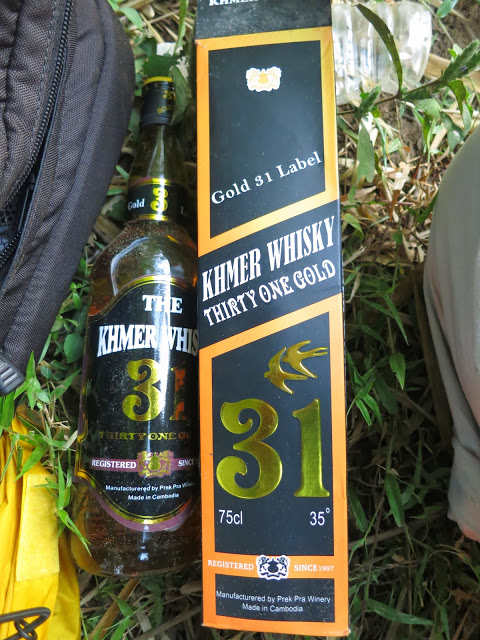 Gold 31 Label
KHMER WHISKY
THIRTY ONE GOLD
31
75cl 35°
REGISTERED SINCE 1997
Manufacturered by Prek Pra Winery
Made in Cambodia
Gold 31
THE
KHMER WHIS
31
THIRTY ONE GO
REGISTERED SINCE
Manufacturered by Prek Pra Winery
Made in Cambodia